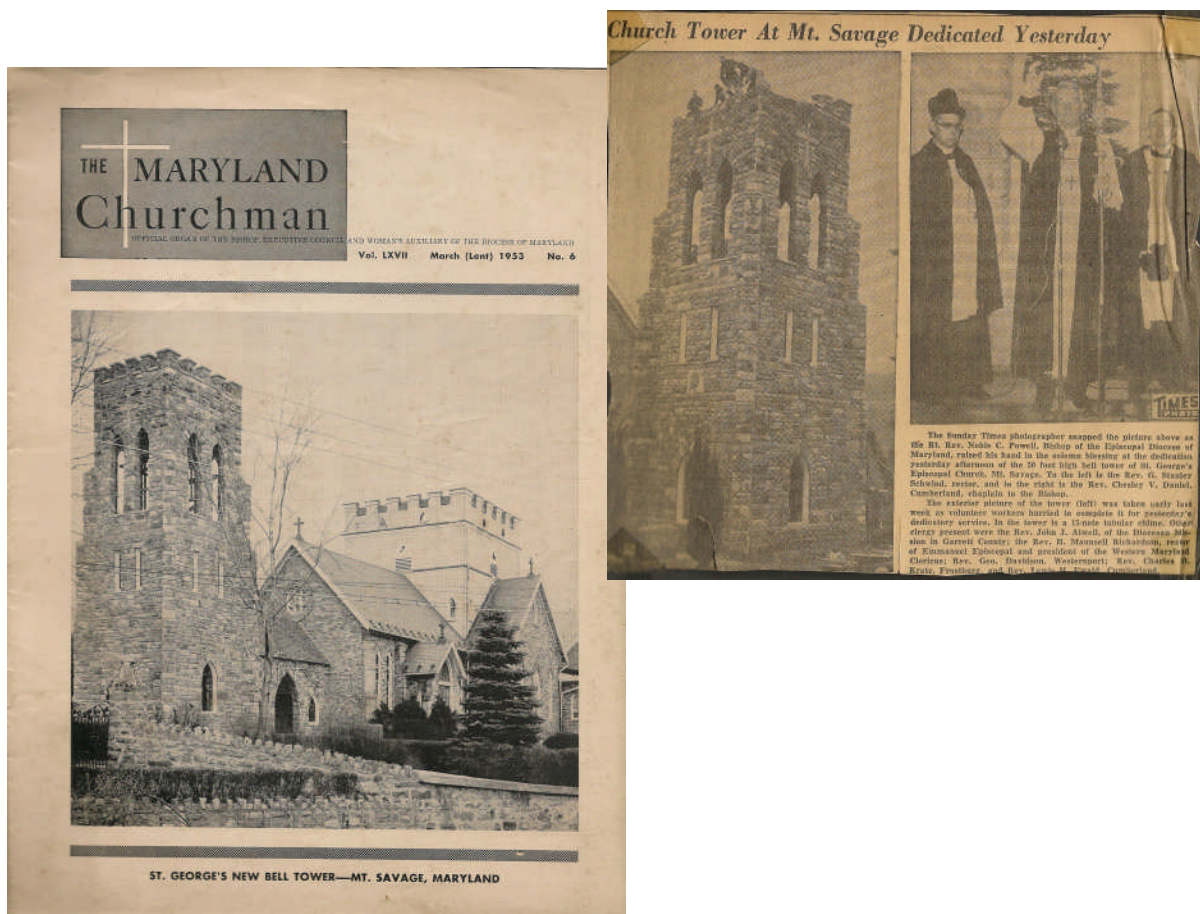 THE MARYLAND
Churchman
OFFICIAL ORGAN OF THE BISHOP, EXECUTIVE COUNCIL AND WOMAN'S AUXILIARY OF THE DIOCESE OF MARYLAND
Vol. LXVII March (Lent) 1953 No. 6
ST. GEORGE'S NEW BELL TOWER—MT. SAVAGE, MARYLAND
Church Tower At Mt. Savage Dedicated Yesterday
TIMES
PHOTO
The Sunday Times photographer snapped the picture above as
the Rt. Rev. Noble C. Powell, Bishop of the Episcopal Diocese of
Maryland, raised his hand in the solemn blessing at the dedication
yesterday afternoon of the 50 foot high bell tower of St. George's
Episcopal Church, Mt. Savage. To the left is the Rev. G. Stanley
Schwind, rector, and to the right is the Rev. Chesley V. Daniel,
Cumberland, chaplain to the Bishop.
The exterior picture of the tower (left) was taken early last
week as volunteer workers hurried to complete it for yesterday's
dedicatory service. In the tower is a 15-note tubular chime. Other
clergy present were the Rev. John J. Atwell, of the Diocesan Mis-
sion in Garrett County; the Rev. H. Maunsell Richardson, rector
of Emmanuel Episcopal and president of the Western Maryland
Clericus; Rev. Geo. Davidson, Westernport; Rev. Charles
Kratz, Frostburg, and Rev. Lewis Ewald, Cumberland.